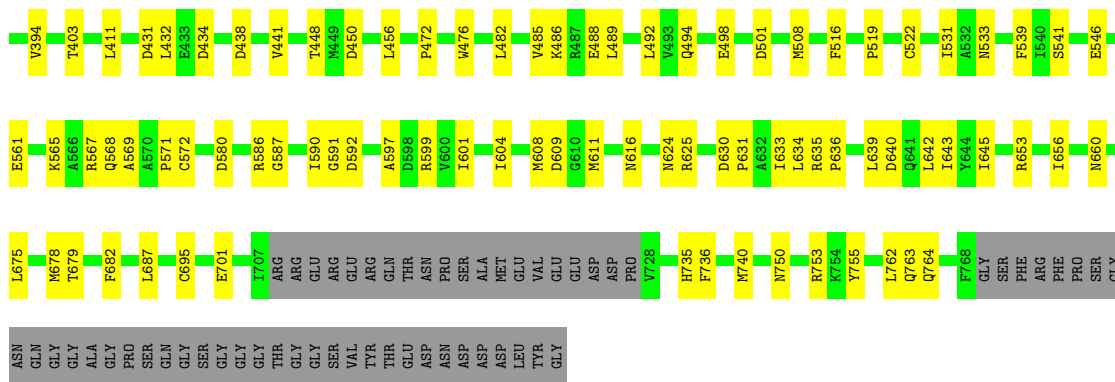 V394 T403 L411 D431 L432 E433 D434 D438 V441 T448 M449 D450 L456 P472 W476 L482 V485 K486 R487 E488 L489 L492 V493 Q494 E498 D501 M508 F516 P519 C522 I531 A532 N533 F539 I540 S541 E546
E561 K565 A566 R567 Q568 A569 A570 P571 C572 D580 R586 G587 I590 G591 D592 A597 D598 R599 V600 I601 I604 M608 D609 G610 M611 N616 N624 R625 D630 P631 A632 I633 L634 R635 P636 L639 D640 Q641 L642 I643 Y644 I645 R653 I656 N660
L675 M678 T679 F682 L687 C695 E701 I707 ARG ARG GLU ARG GLU ARG GLN THR ASN PRO SER ALA MET GLU VAL GLU GLU ASP ASP PRO V728 H735 F736 M740 N750 R753 K754 Y755 L762 Q763 Q764 F768 GLY SER PHE ARG PHE PRO SER GLY
ASN GLN GLY GLY ALA GLY PRO SER GLN GLY SER GLY GLY GLY THR GLY GLY SER VAL TYR THR GLU ASP ASN ASP ASP ASP LEU TYR GLY